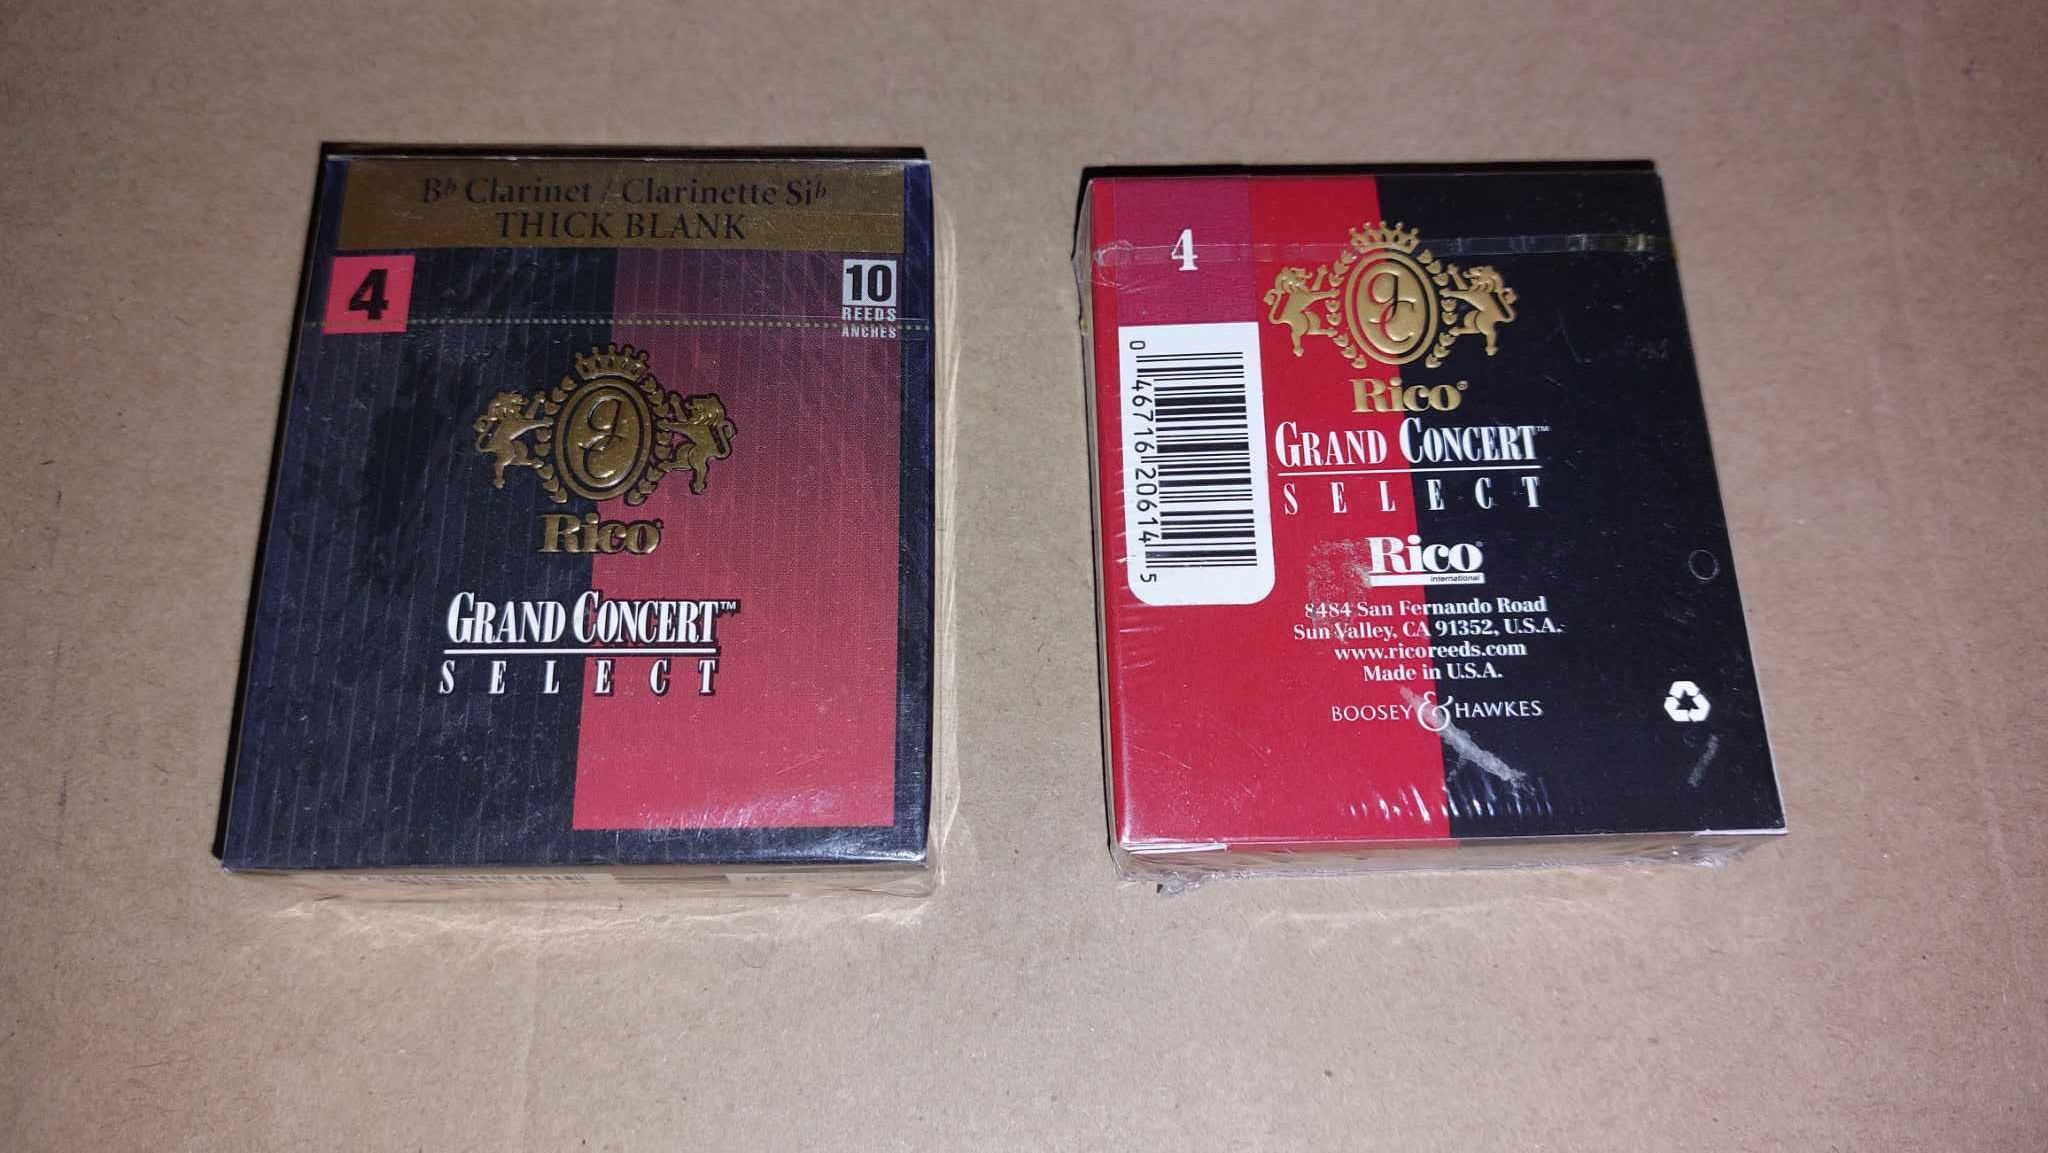 B♭ Clarinet / Clarinette Si♭
THICK BLANK
4
10
REEDS
ANCHES
Rico
GRAND CONCERT™
SELECT
4
0 46716 20614 5
Rico®
GRAND CONCERT™
SELECT
Rico
international
8484 San Fernando Road
Sun Valley, CA 91352, U.S.A.
www.ricoreeds.com
Made in U.S.A.
BOOSEY & HAWKES